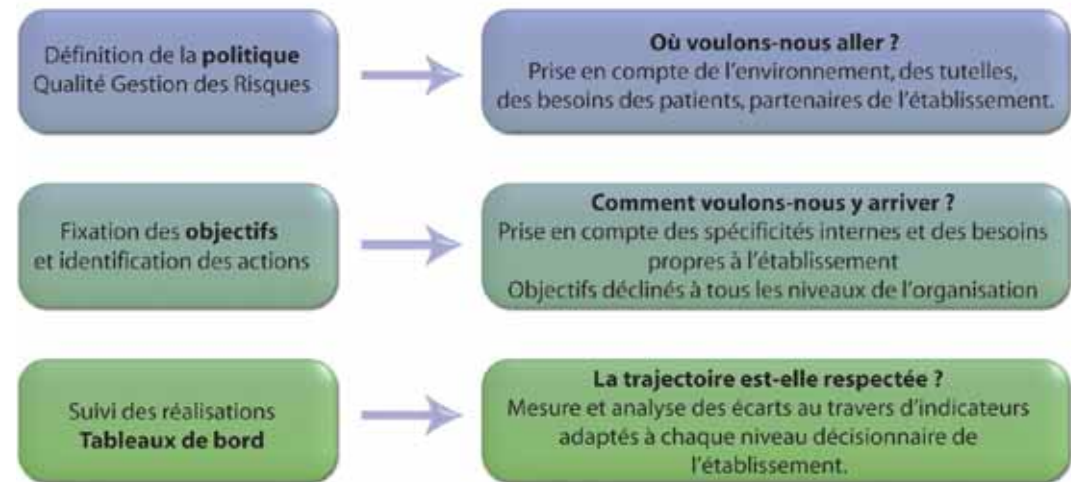 Définition de la politique
Qualité Gestion des Risques
Où voulons-nous aller ?
Prise en compte de l'environnement, des tutelles,
des besoins des patients, partenaires de l'établissement.
Fixation des objectifs
et identification des actions
Comment voulons-nous y arriver ?
Prise en compte des spécificités internes et des besoins
propres à l'établissement
Objectifs déclinés à tous les niveaux de l'organisation
Suivi des réalisations
Tableaux de bord
La trajectoire est-elle respectée ?
Mesure et analyse des écarts au travers d'indicateurs
adaptés à chaque niveau décisionnaire de
l'établissement.